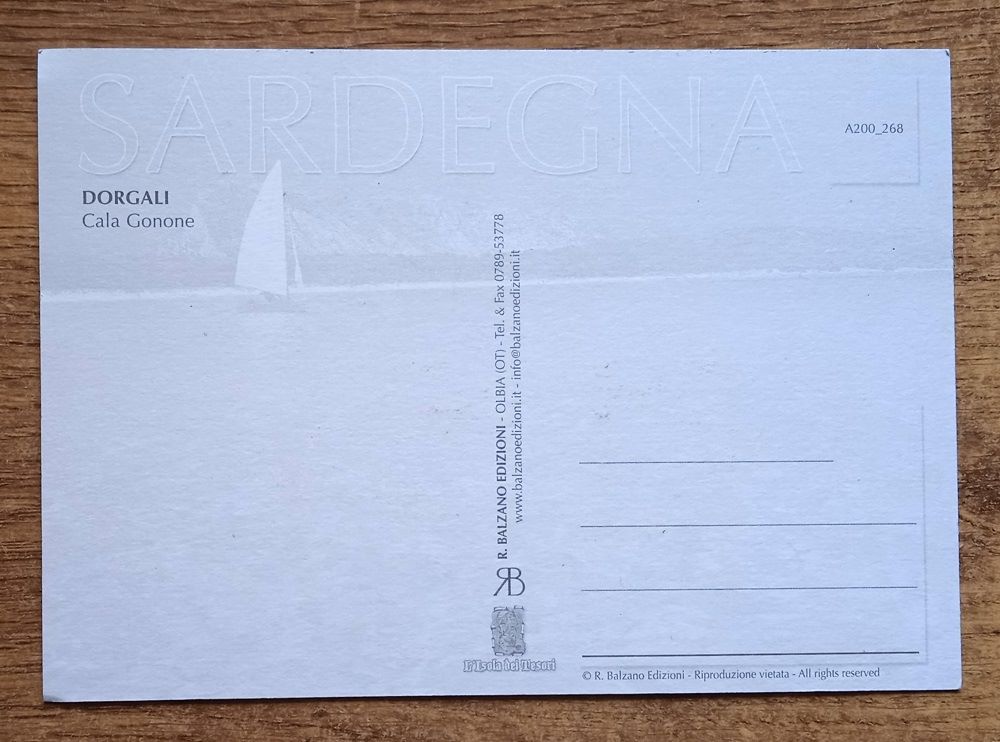 SARDEGNA
A200_268
DORGALI
Cala Gonone
R. BALZANO EDIZIONI - OLBIA (OT) - Tel. & Fax 0789-53778
www.balzanoedizioni.it - info@balzanoedizioni.it
RB
L'Isola dei Tesori
© R. Balzano Edizioni - Riproduzione vietata - All rights reserved